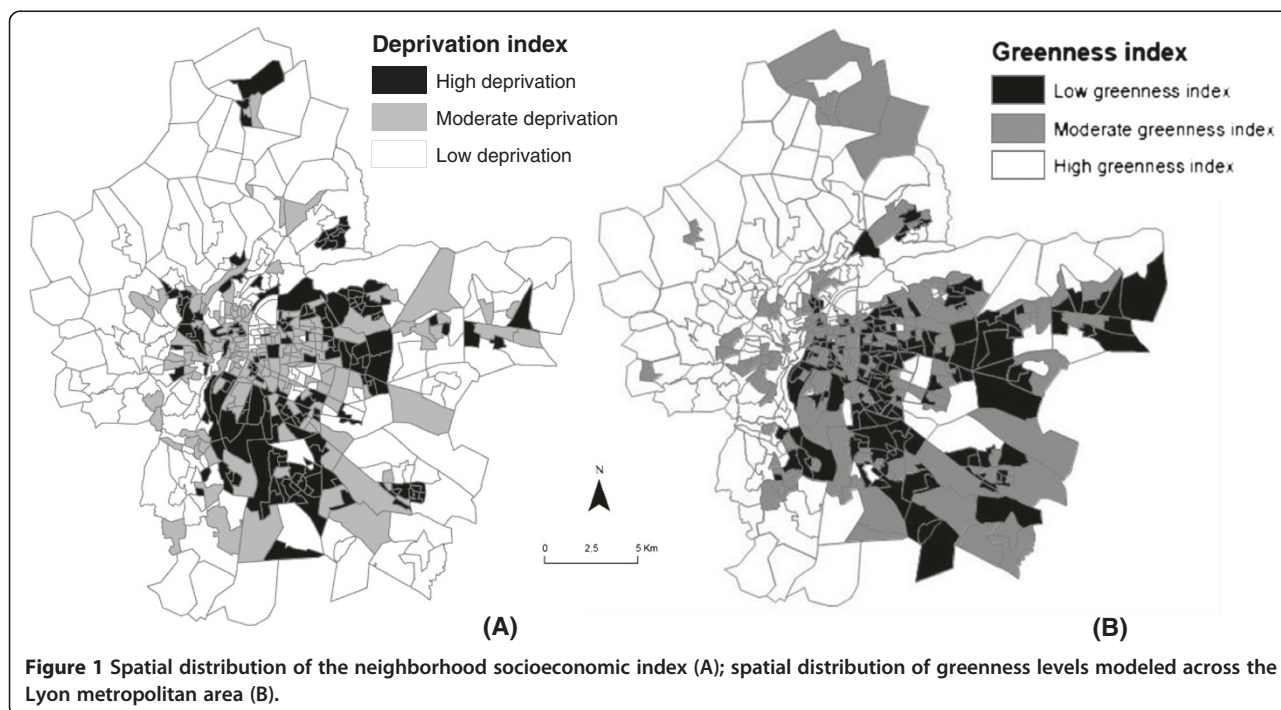 Deprivation index
High deprivation
Moderate deprivation
Low deprivation
Greenness index
Low greenness index
Moderate greenness index
High greenness index
N
0 2,5 5 Km
(A)
(B)
Figure 1 Spatial distribution of the neighborhood socioeconomic index (A); spatial distribution of greenness levels modeled across the
Lyon metropolitan area (B).